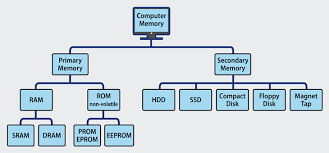 Computer
Memory
Primary
Memory
Secondary
Memory
RAM
ROM
non-volatile
HDD
SSD
Compact
Disk
Floppy
Disk
Magnet
Tap
SRAM
DRAM
PROM
EPROM
EEPROM